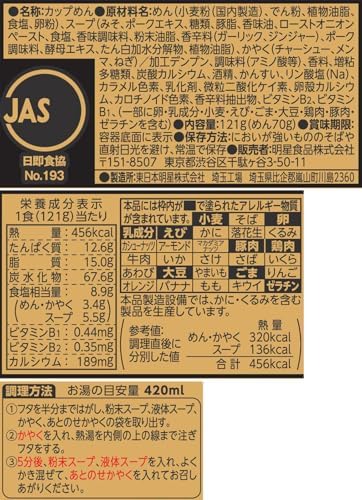 ●名称:カップめん●原材料名:めん(小麦粉(国内製造)、でん粉、植物油脂、
食塩、卵粉)、スープ(みそ、ポークエキス、糖類、豚脂、香味油、ローストオニオン
ペースト、食塩、香味調味料、粉末油脂、香辛料(ガーリック、ジンジャー)、ポーク
調味料、酵母エキス、たん白加水分解物、植物油脂)、かやく(チャーシュー、メン
マ、ねぎ)/加工デンプン、調味料(アミノ酸等)、香料、増粘
多糖類、炭酸カルシウム、酒精、かんすい、リン酸塩(Na)、
カラメル色素、乳化剤、微粒二酸化ケイ素、卵殻カルシウ
ム、カロチノイド色素、香辛料抽出物、ビタミンB2、ビタミン
B1、(一部に卵・乳成分・小麦・えび・ごま・大豆・鶏肉・豚肉・
ゼラチンを含む)●内容量:121g(めん70g)●賞味期限:
容器底面に表示●保存方法:においが強いもののそばや
直射日光を避け、常温で保存●販売者:明星食品株式会社
〒151-8507 東京都渋谷区千駄ケ谷3-50-11
●製造所:東日本明星株式会社 埼玉工場 埼玉県比企郡嵐山町川島2360
JAS
日即食協
No.193
栄養成分表示
1食(121g)当たり
熱量 456kcal
たんぱく質 12.6g
脂質 15.0g
炭水化物 67.6g
食塩相当量 8.9g
(めん・かやく 3.4g
スープ 5.5g)
ビタミンB1 0.44mg
ビタミンB2 0.35mg
カルシウム 189mg
本品には枠内が■で塗られたアレルギー物質
が含まれています。 小麦 そば 卵
乳成分 えび かに 落花生 くるみ
カシューナッツ アーモンド マカダミアナッツ 豚肉 鶏肉
牛肉 いか さけ さば いくら
あわび 大豆 やまいも ごま りんご
オレンジ バナナ もも キウイ ゼラチン
本品製造設備では、かに・くるみを含む製品
を生産しています。
参考値:
調理直後に
分別した値
熱量
めん・かやく 320kcal
スープ 136kcal
合計 456kcal
調理方法 お湯の目安量 420ml
①フタを半分まではがし、粉末スープ、液体スープ、
かやく、あとのせかやくの袋を取り出す。
②かやくを入れ、熱湯を内側の上の線まで注ぎ
フタをする。
③5分後、粉末スープ、液体スープを入れ、よく
かき混ぜ、あとのせかやくを入れてお召し
あがりください。